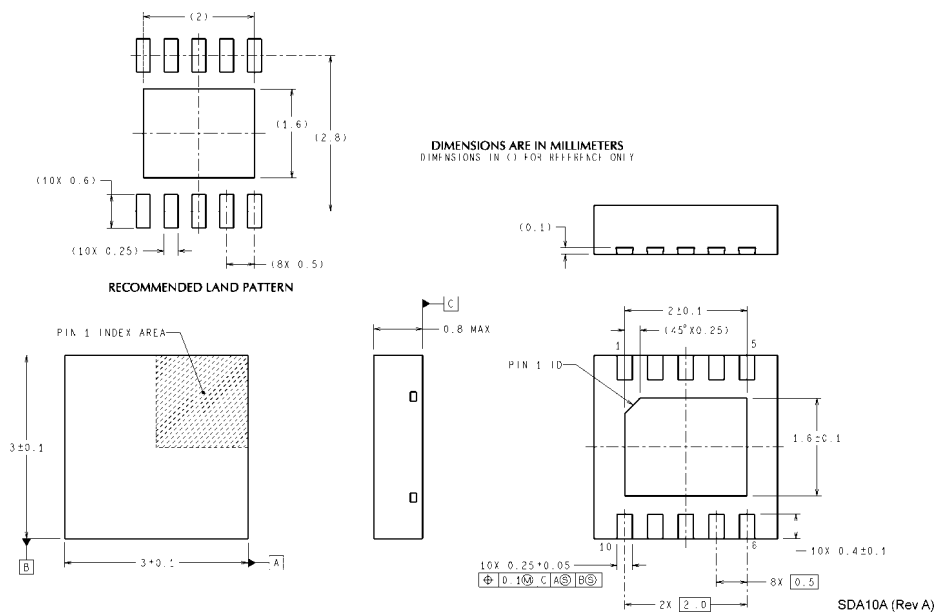 (2)
(1.6)
(2.8)
DIMENSIONS ARE IN MILLIMETERS
DIMENSIONS IN () FOR REFERENCE ONLY
(10X 0.6)
(0.1)
(10X 0.25)
(8X 0.5)
RECOMMENDED LAND PATTERN
C
2±0.1
0.8 MAX
(45°X0.25)
PIN 1 INDEX AREA
1
5
PIN 1 ID
3±0.1
1.6±0.1
B
3±0.1
A
10
6
10X 0.4±0.1
10X 0.25±0.05
⌖ 0.1Ⓜ C AⓈ BⓈ
8X 0.5
2X 2.0
SDA10A (Rev A)